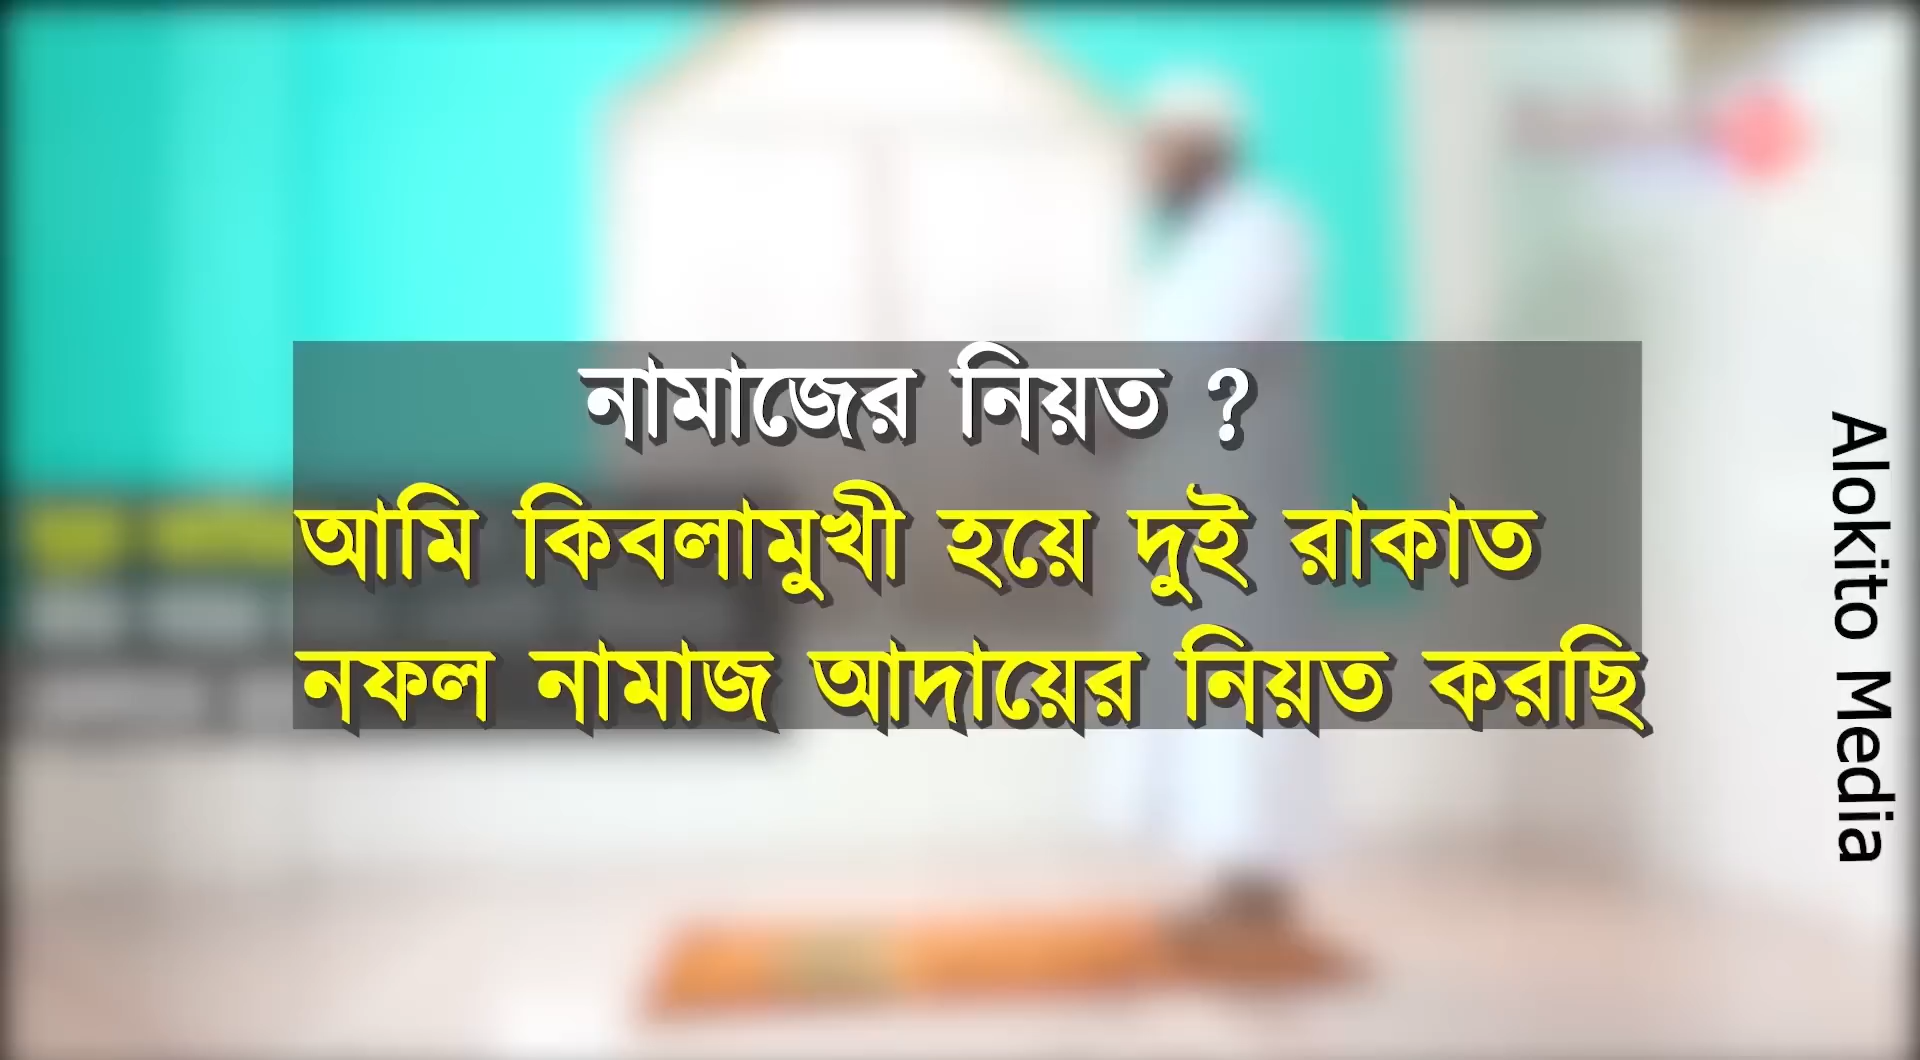 নামাজের নিয়ত ?
আমি কিবলামুখী হয়ে দুই রাকাত
নফল নামাজ আদায়ের নিয়ত করছি
Alokito Media